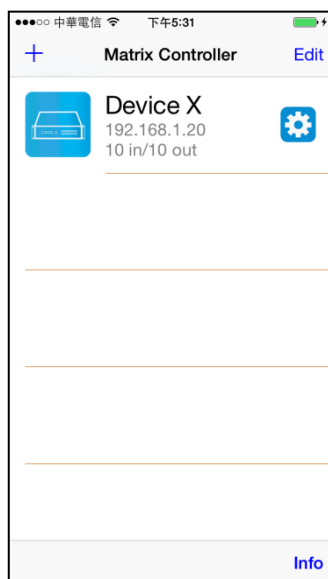 中華電信 下午5:31
+ Matrix Controller Edit
Device X
192.168.1.20
10 in/10 out
Info